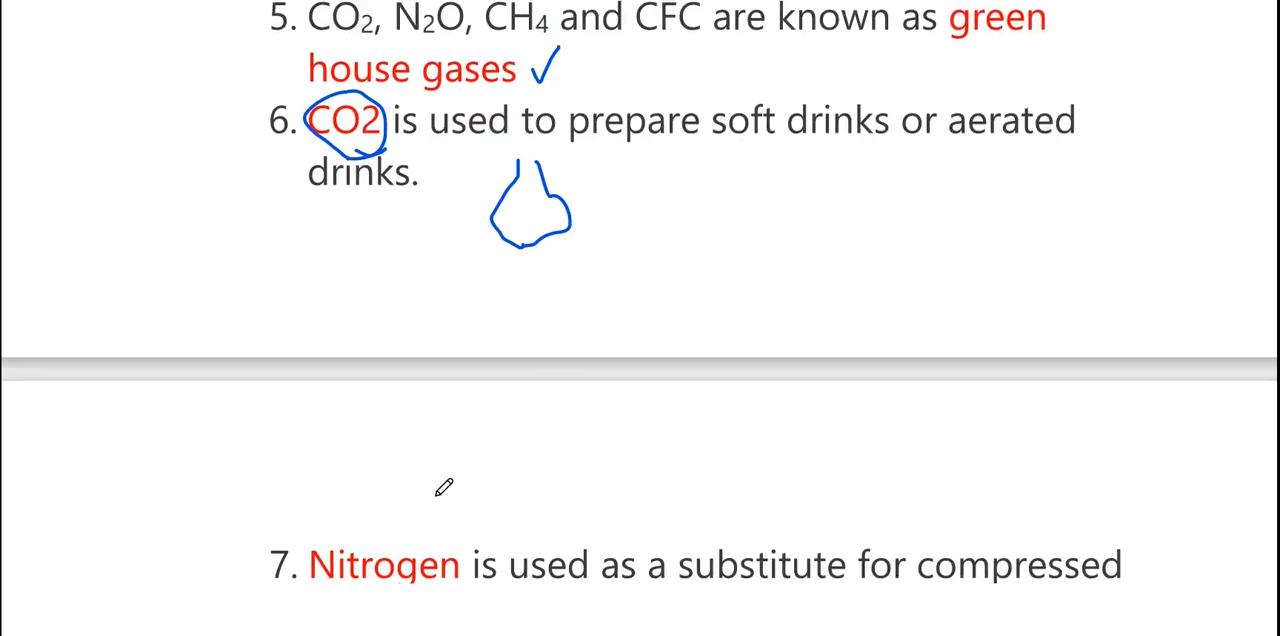 5. CO₂, N₂O, CH₄ and CFC are known as green
house gases ✓
6. CO2 is used to prepare soft drinks or aerated
drinks.
7. Nitrogen is used as a substitute for compressed